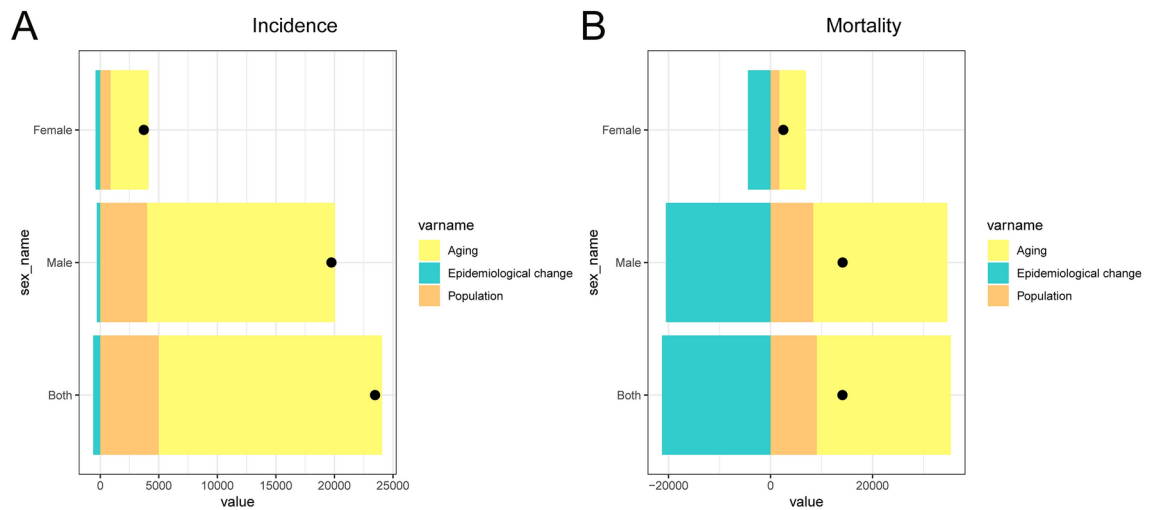 A
Incidence
sex_name
Female
Male
Both
0
5000
10000
15000
20000
25000
value
varname
Aging
Epidemiological change
Population
B
Mortality
sex_name
Female
Male
Both
−20000
0
20000
value
varname
Aging
Epidemiological change
Population